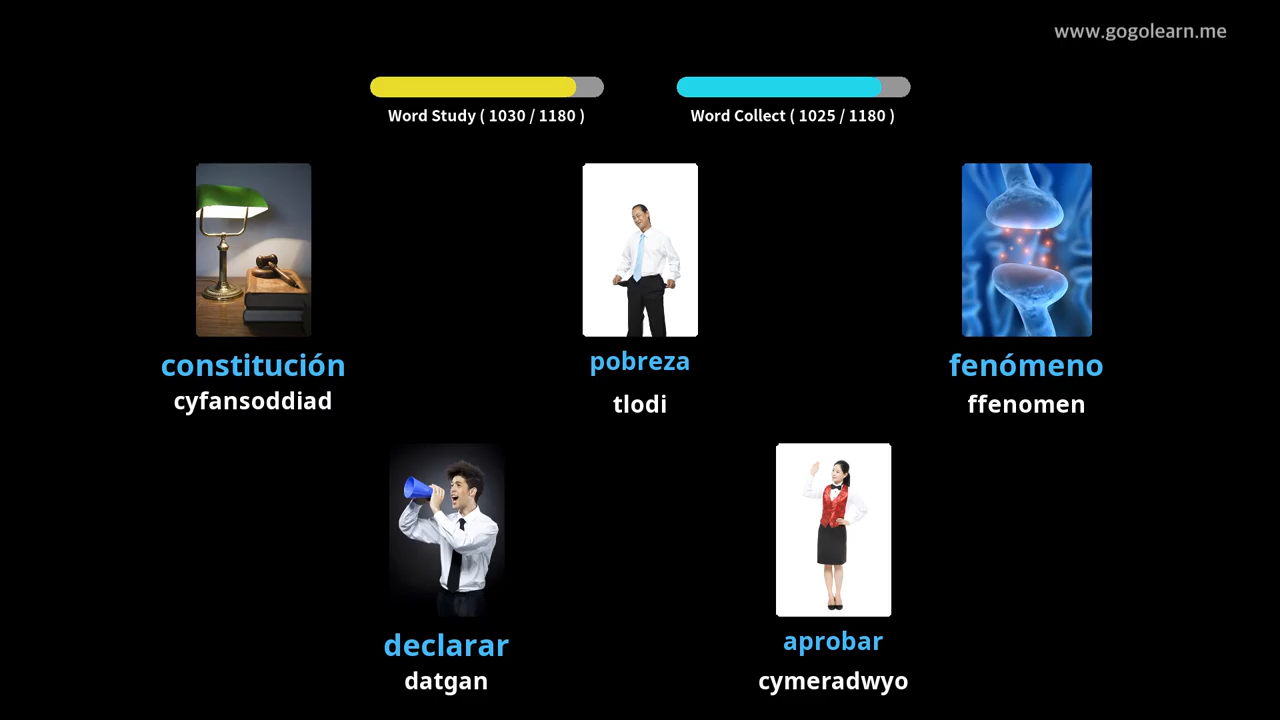 www.gogolearn.me
Word Study ( 1030 / 1180 )
Word Collect ( 1025 / 1180 )
constitución
cyfansoddiad
pobreza
tlodi
fenómeno
ffenomen
declarar
datgan
aprobar
cymeradwyo